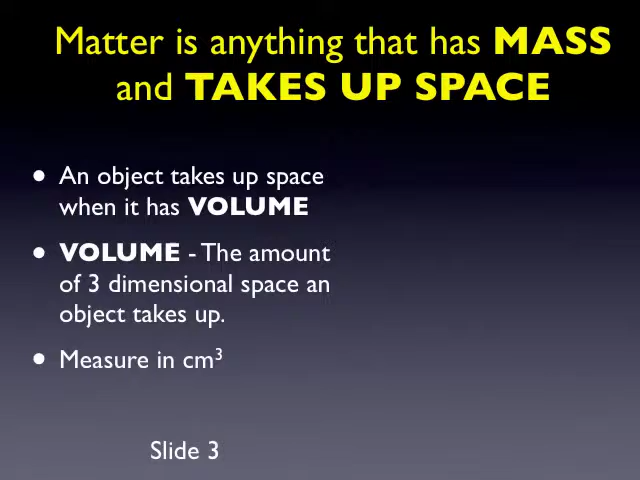 Matter is anything that has MASS
and TAKES UP SPACE
• An object takes up space
when it has VOLUME
• VOLUME - The amount
of 3 dimensional space an
object takes up.
• Measure in cm³
Slide 3